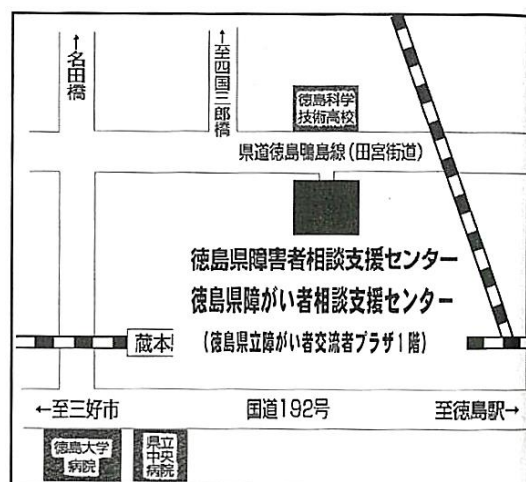 ↑至名田橋
↑至四国三郎橋
徳島科学
技術高校
県道徳島鴨島線(田宮街道)
徳島県障害者相談支援センター
徳島県障がい者相談支援センター
(徳島県立障がい者交流者プラザ1階)
蔵本
←至三好市
国道192号
至徳島駅→
徳島大学
病院
県立
中央
病院